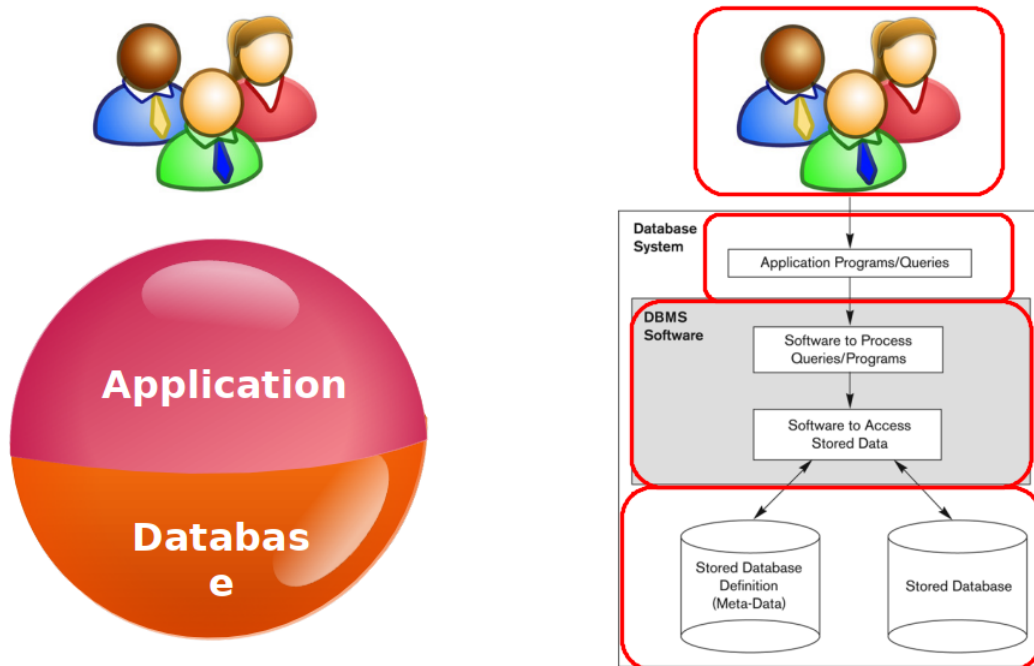 Application
Databas
e
Database
System
Application Programs/Queries
DBMS
Software
Software to Process
Queries/Programs
Software to Access
Stored Data
Stored Database
Definition
(Meta-Data)
Stored Database